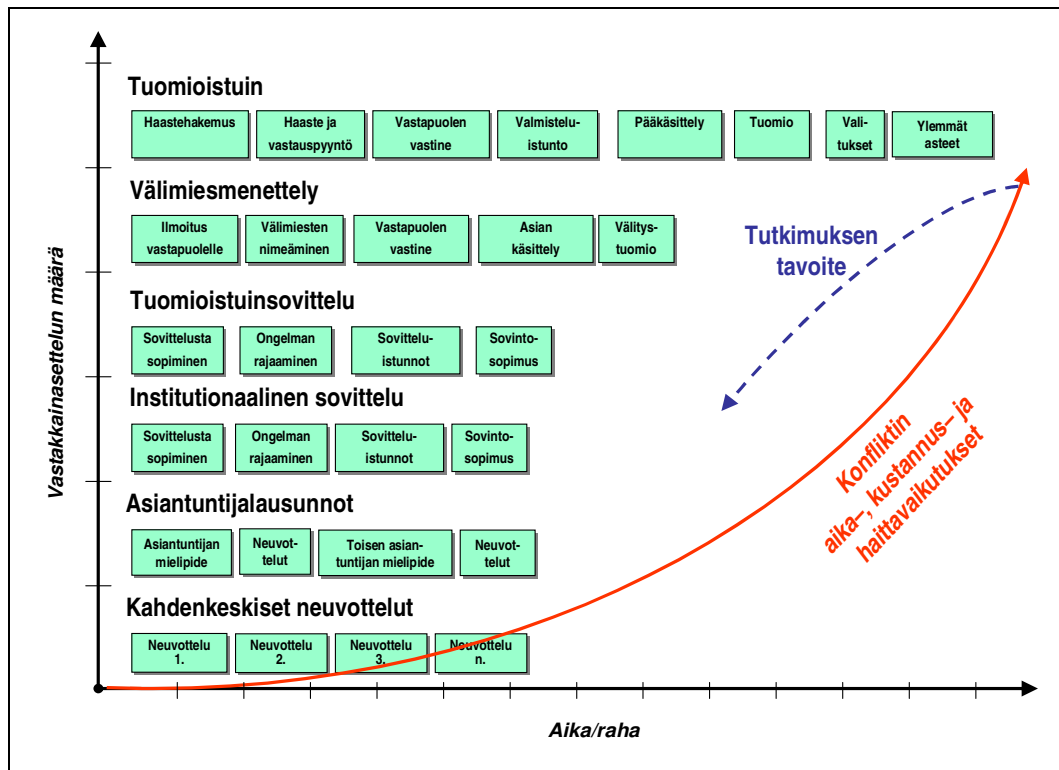 Tuomioistuin
Haastehakemus
Haaste ja
vastauspyyntö
Vastapuolen
vastine
Valmistelu-
istunto
Pääkäsittely
Tuomio
Vali-
tukset
Ylemmät
asteet
Välimiesmenettely
Ilmoitus
vastapuolelle
Välimiesten
nimeäminen
Vastapuolen
vastine
Asian
käsittely
Välitys-
tuomio
Tutkimuksen
tavoite
Tuomioistuinsovittelu
Sovittelusta
sopiminen
Ongelman
rajaaminen
Sovittelu-
istunnot
Sovinto-
sopimus
Institutionaalinen sovittelu
Sovittelusta
sopiminen
Ongelman
rajaaminen
Sovittelu-
istunnot
Sovinto-
sopimus
Konfliktin
aika–, kustannus– ja
haittavaikutukset
Asiantuntijalausunnot
Asiantuntijan
mielipide
Neuvot-
telut
Toisen asian-
tuntijan mielipide
Neuvot-
telut
Kahdenkeskiset neuvottelut
Neuvottelu
1.
Neuvottelu
2.
Neuvottelu
3.
Neuvottelu
n.
Vastakkainasettelun määrä
Aika/raha